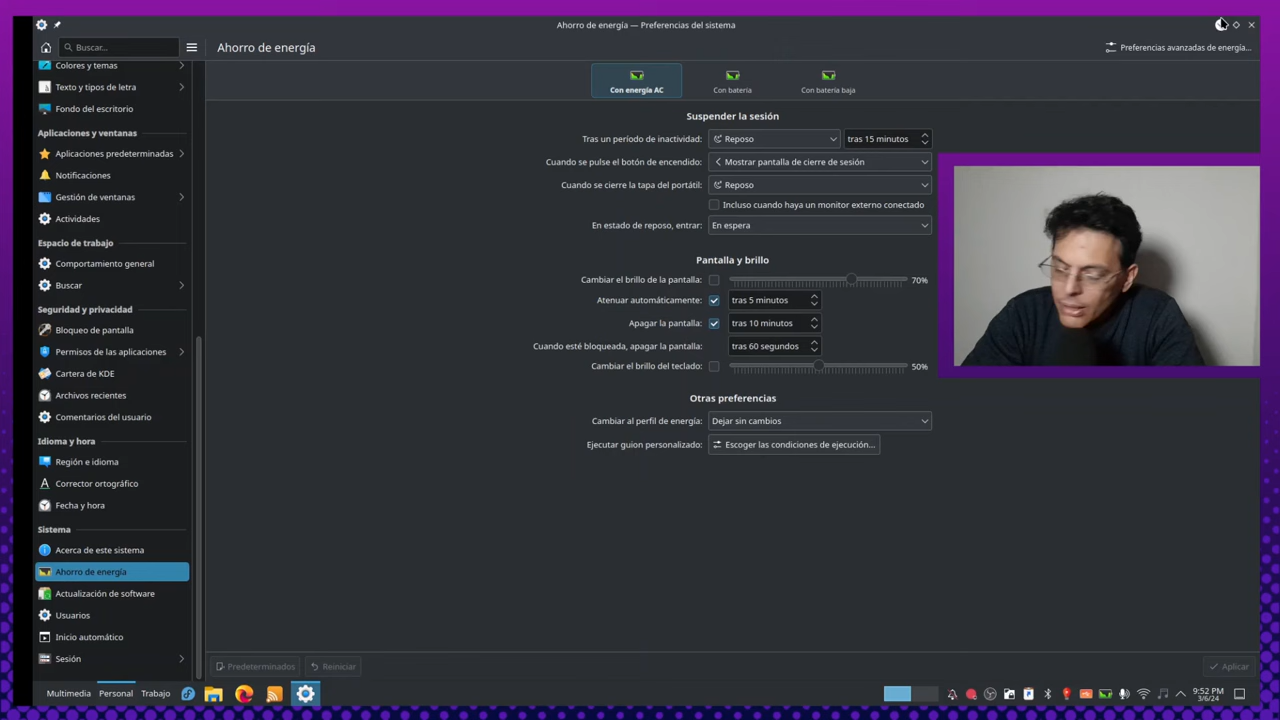 Ahorro de energía — Preferencias del sistema
Buscar...
Ahorro de energía
Preferencias avanzadas de energía...
Colores y temas
Texto y tipos de letra
Fondo del escritorio
Aplicaciones y ventanas
Aplicaciones predeterminadas
Notificaciones
Gestión de ventanas
Actividades
Espacio de trabajo
Comportamiento general
Buscar
Seguridad y privacidad
Bloqueo de pantalla
Permisos de las aplicaciones
Cartera de KDE
Archivos recientes
Comentarios del usuario
Idioma y hora
Región e idioma
Corrector ortográfico
Fecha y hora
Sistema
Acerca de este sistema
Ahorro de energía
Actualización de software
Usuarios
Inicio automático
Sesión
Con energía AC
Con batería
Con batería baja
Suspender la sesión
Tras un período de inactividad: Reposo tras 15 minutos
Cuando se pulse el botón de encendido: Mostrar pantalla de cierre de sesión
Cuando se cierre la tapa del portátil: Reposo
Incluso cuando haya un monitor externo conectado
En estado de reposo, entrar: En espera
Pantalla y brillo
Cambiar el brillo de la pantalla: 70%
Atenuar automáticamente: tras 5 minutos
Apagar la pantalla: tras 10 minutos
Cuando esté bloqueada, apagar la pantalla: tras 60 segundos
Cambiar el brillo del teclado: 50%
Otras preferencias
Cambiar al perfil de energía: Dejar sin cambios
Ejecutar guion personalizado: Escoger las condiciones de ejecución...
Predeterminados
Reiniciar
Aplicar
Multimedia
Personal
Trabajo
9:52 PM
3/6/24